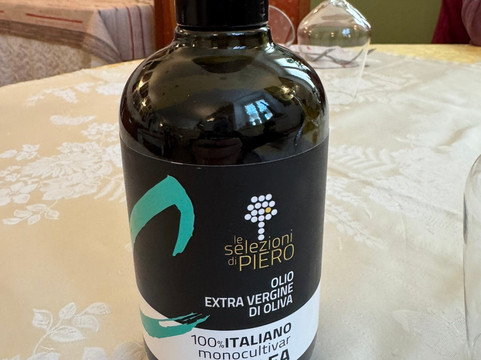 le
selezioni
di PIERO
OLIO
EXTRA VERGINE
DI OLIVA
100% ITALIANO
monocultivar